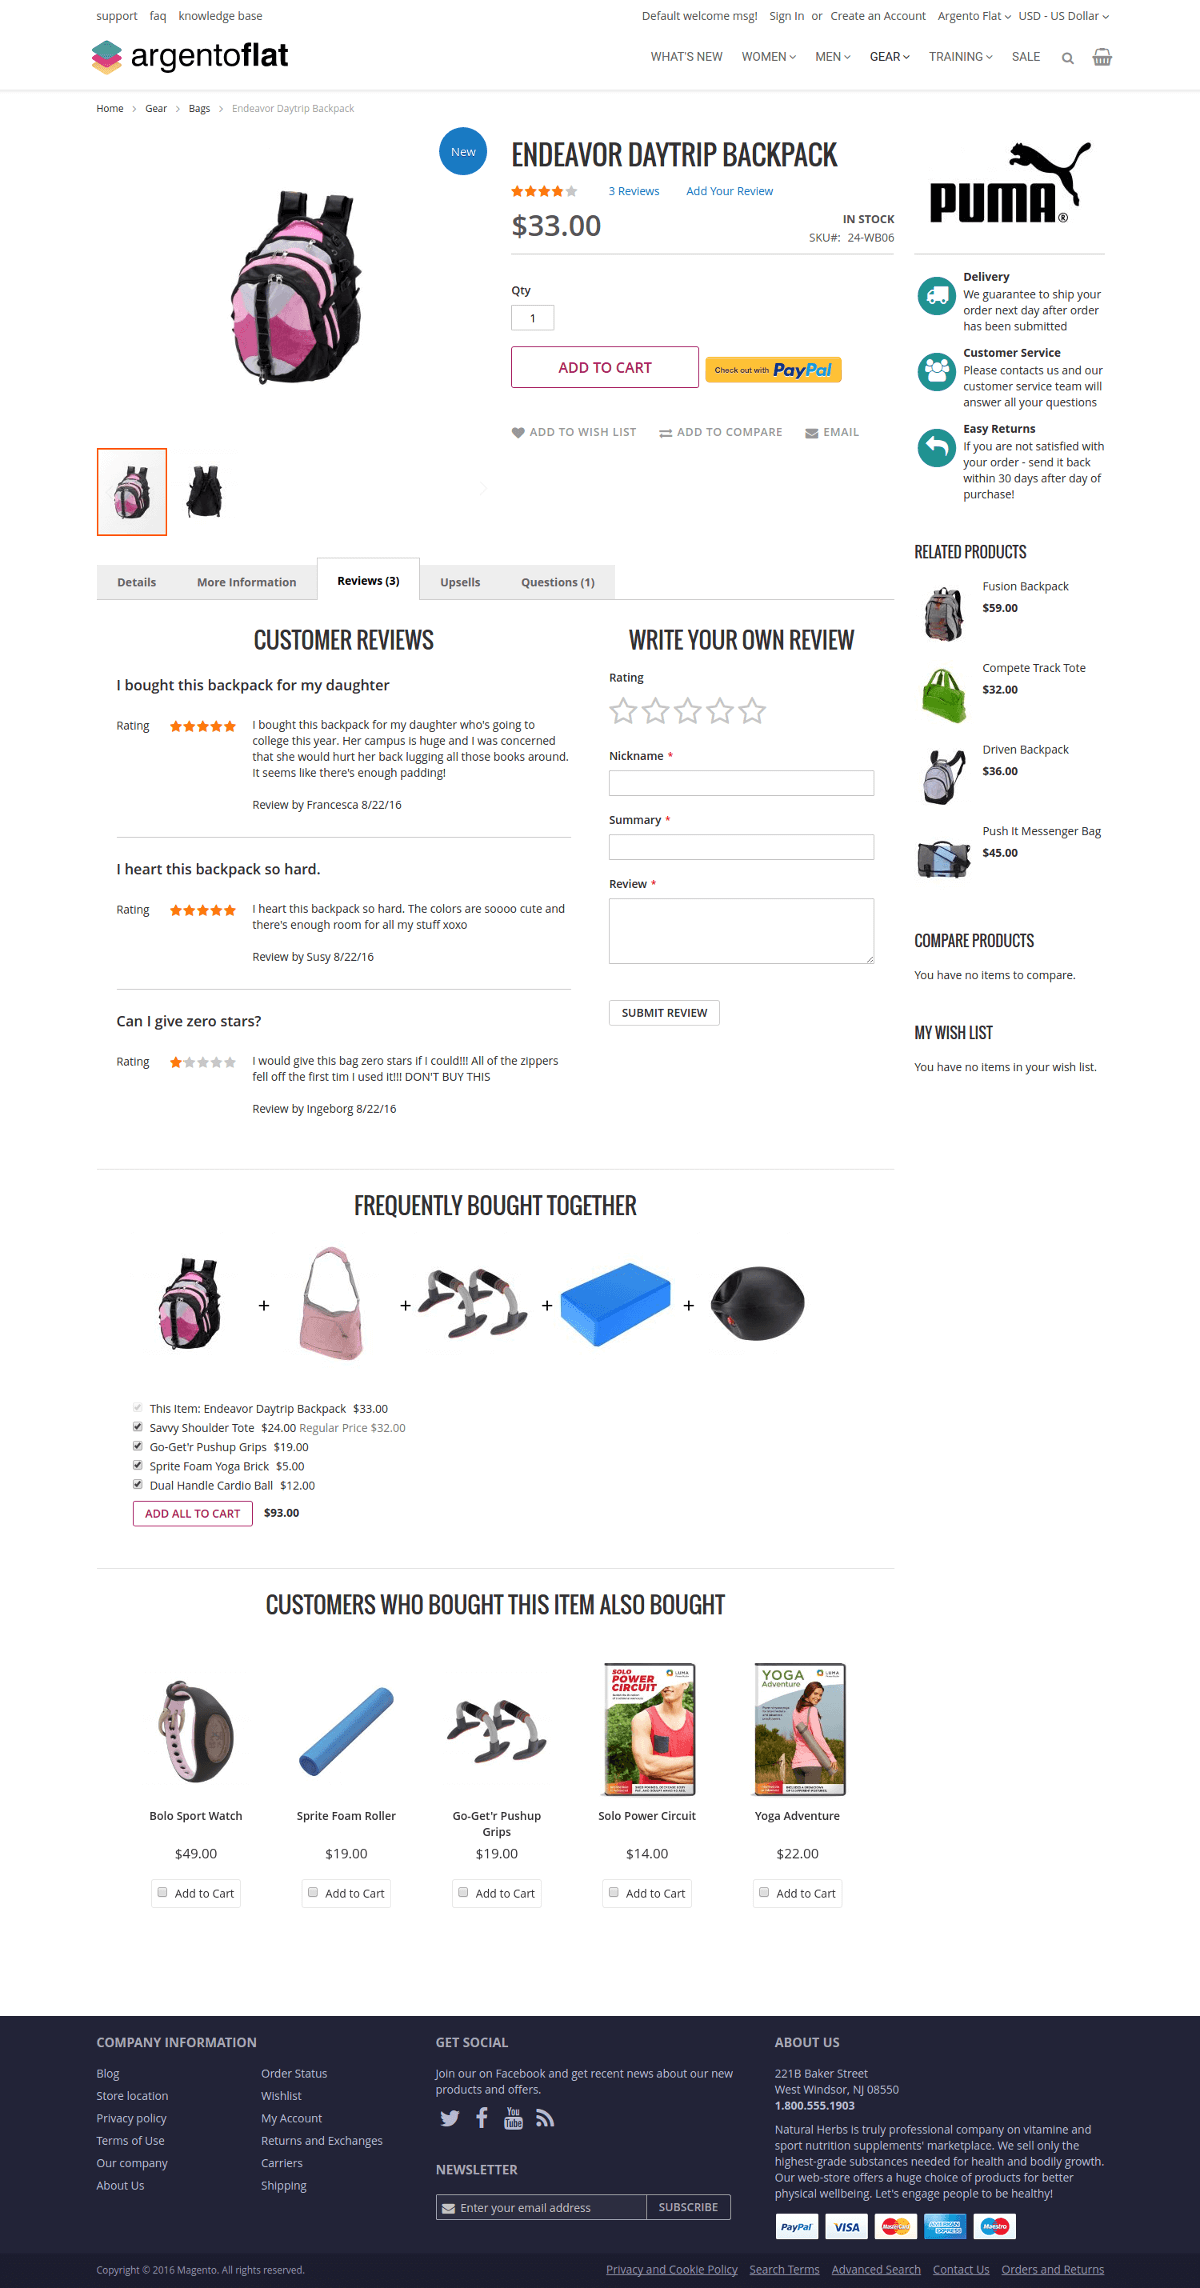 support faq knowledge base
Default welcome msg! Sign In or Create an Account Argento Flat USD - US Dollar
argentoflat
WHAT'S NEW WOMEN MEN GEAR TRAINING SALE
Home > Gear > Bags > Endeavor Daytrip Backpack
New
ENDEAVOR DAYTRIP BACKPACK
3 Reviews Add Your Review
$33.00
IN STOCK
SKU#: 24-WB06
Qty
1
ADD TO CART
Check out with PayPal
ADD TO WISH LIST ADD TO COMPARE EMAIL
PUMA®
Delivery
We guarantee to ship your
order next day after order
has been submitted
Customer Service
Please contacts us and our
customer service team will
answer all your questions
Easy Returns
If you are not satisfied with
your order - send it back
within 30 days after day of
purchase!
RELATED PRODUCTS
Fusion Backpack
$59.00
Compete Track Tote
$32.00
Driven Backpack
$36.00
Push It Messenger Bag
$45.00
COMPARE PRODUCTS
You have no items to compare.
MY WISH LIST
You have no items in your wish list.
Details More Information Reviews (3) Upsells Questions (1)
CUSTOMER REVIEWS
I bought this backpack for my daughter
Rating
I bought this backpack for my daughter who's going to
college this year. Her campus is huge and I was concerned
that she would hurt her back lugging all those books around.
It seems like there's enough padding!
Review by Francesca 8/22/16
I heart this backpack so hard.
Rating
I heart this backpack so hard. The colors are soooo cute and
there's enough room for all my stuff xoxo
Review by Susy 8/22/16
Can I give zero stars?
Rating
I would give this bag zero stars if I could!!! All of the zippers
fell off the first tim I used it!!! DON'T BUY THIS
Review by Ingeborg 8/22/16
WRITE YOUR OWN REVIEW
Rating
Nickname *
Summary *
Review *
SUBMIT REVIEW
FREQUENTLY BOUGHT TOGETHER
+ + + +
This Item: Endeavor Daytrip Backpack $33.00
Savvy Shoulder Tote $24.00 Regular Price $32.00
Go-Get'r Pushup Grips $19.00
Sprite Foam Yoga Brick $5.00
Dual Handle Cardio Ball $12.00
ADD ALL TO CART $93.00
CUSTOMERS WHO BOUGHT THIS ITEM ALSO BOUGHT
SOLO
POWER
CIRCUIT
LUMA
YOGA
Adventure
LUMA
Bolo Sport Watch
$49.00
Add to Cart
Sprite Foam Roller
$19.00
Add to Cart
Go-Get'r Pushup
Grips
$19.00
Add to Cart
Solo Power Circuit
$14.00
Add to Cart
Yoga Adventure
$22.00
Add to Cart
COMPANY INFORMATION
Blog
Store location
Privacy policy
Terms of Use
Our company
About Us
Order Status
Wishlist
My Account
Returns and Exchanges
Carriers
Shipping
GET SOCIAL
Join our on Facebook and get recent news about our new
products and offers.
You
Tube
NEWSLETTER
Enter your email address SUBSCRIBE
ABOUT US
221B Baker Street
West Windsor, NJ 08550
1.800.555.1903
Natural Herbs is truly professional company on vitamine and
sport nutrition supplements' marketplace. We sell only the
highest-grade substances needed for health and bodily growth.
Our web-store offers a huge choice of products for better
physical wellbeing. Let's engage people to be healthy!
PayPal VISA MasterCard AMERICAN EXPRESS Maestro
Copyright © 2016 Magento. All rights reserved.
Privacy and Cookie Policy Search Terms Advanced Search Contact Us Orders and Returns